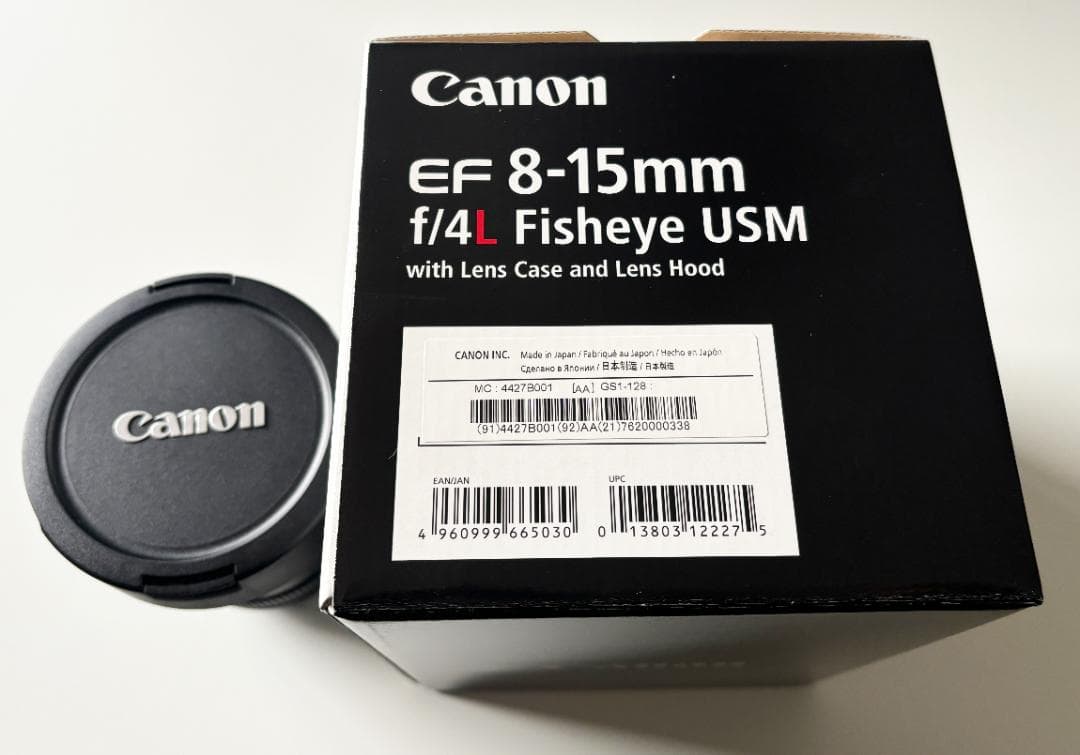 Canon
EF 8-15mm
f/4L Fisheye USM
with Lens Case and Lens Hood
CANON INC. Made in Japan / Fabriqué au Japon / Hecho en Japón
Сделано в Японии / 日本制造 / 日本製造
MC : 4427B001 [AA] GS1-128 :
(91)4427B001(92)AA(21)7620000338
EAN/JAN
4 960999 665030
UPC
0 13803 12227 5
Canon